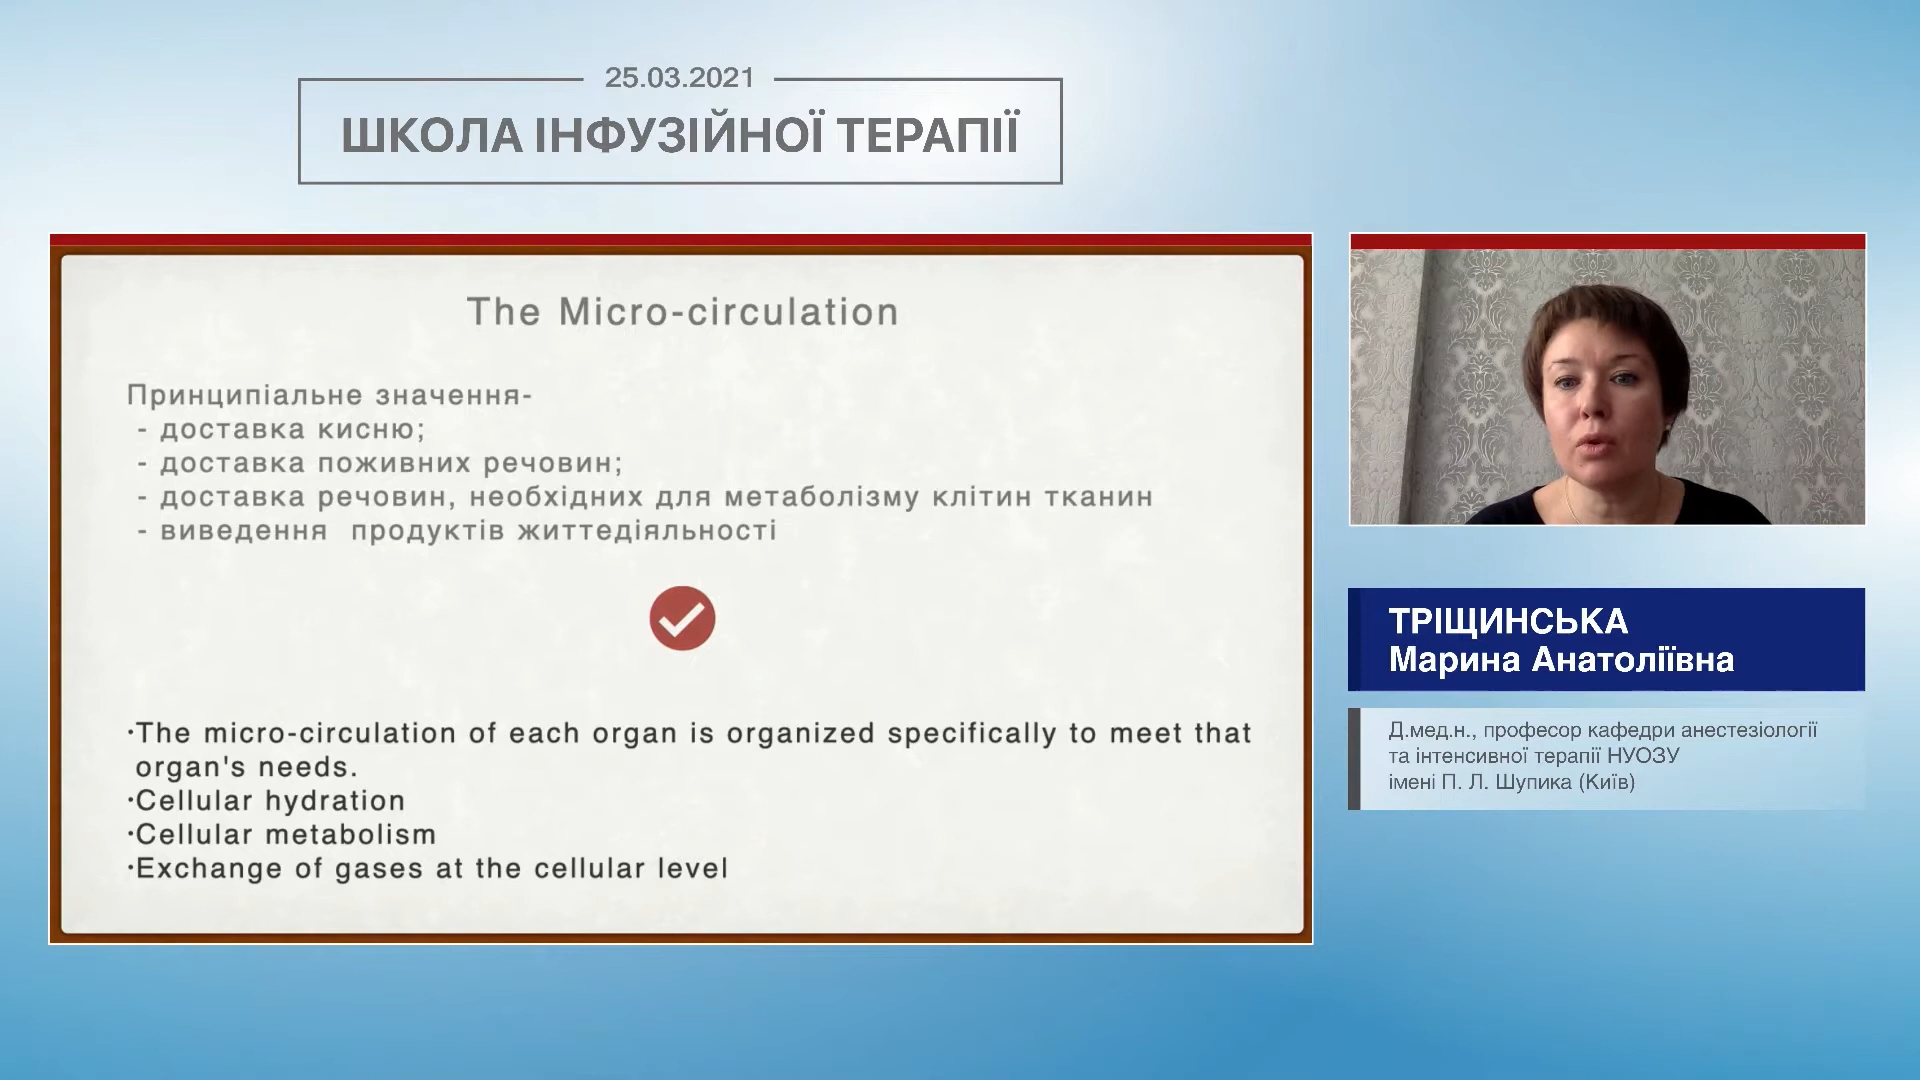 25.03.2021
ШКОЛА ІНФУЗІЙНОЇ ТЕРАПІЇ
The Micro-circulation
Принципіальне значення-
- доставка кисню;
- доставка поживних речовин;
- доставка речовин, необхідних для метаболізму клітин тканин
- виведення продуктів життедіяльності
·The micro-circulation of each organ is organized specifically to meet that
organ's needs.
·Cellular hydration
·Cellular metabolism
·Exchange of gases at the cellular level
ТРІЩИНСЬКА
Марина Анатоліївна
Д.мед.н., професор кафедри анестезіології
та інтенсивної терапії НУОЗУ
імені П. Л. Шупика (Київ)